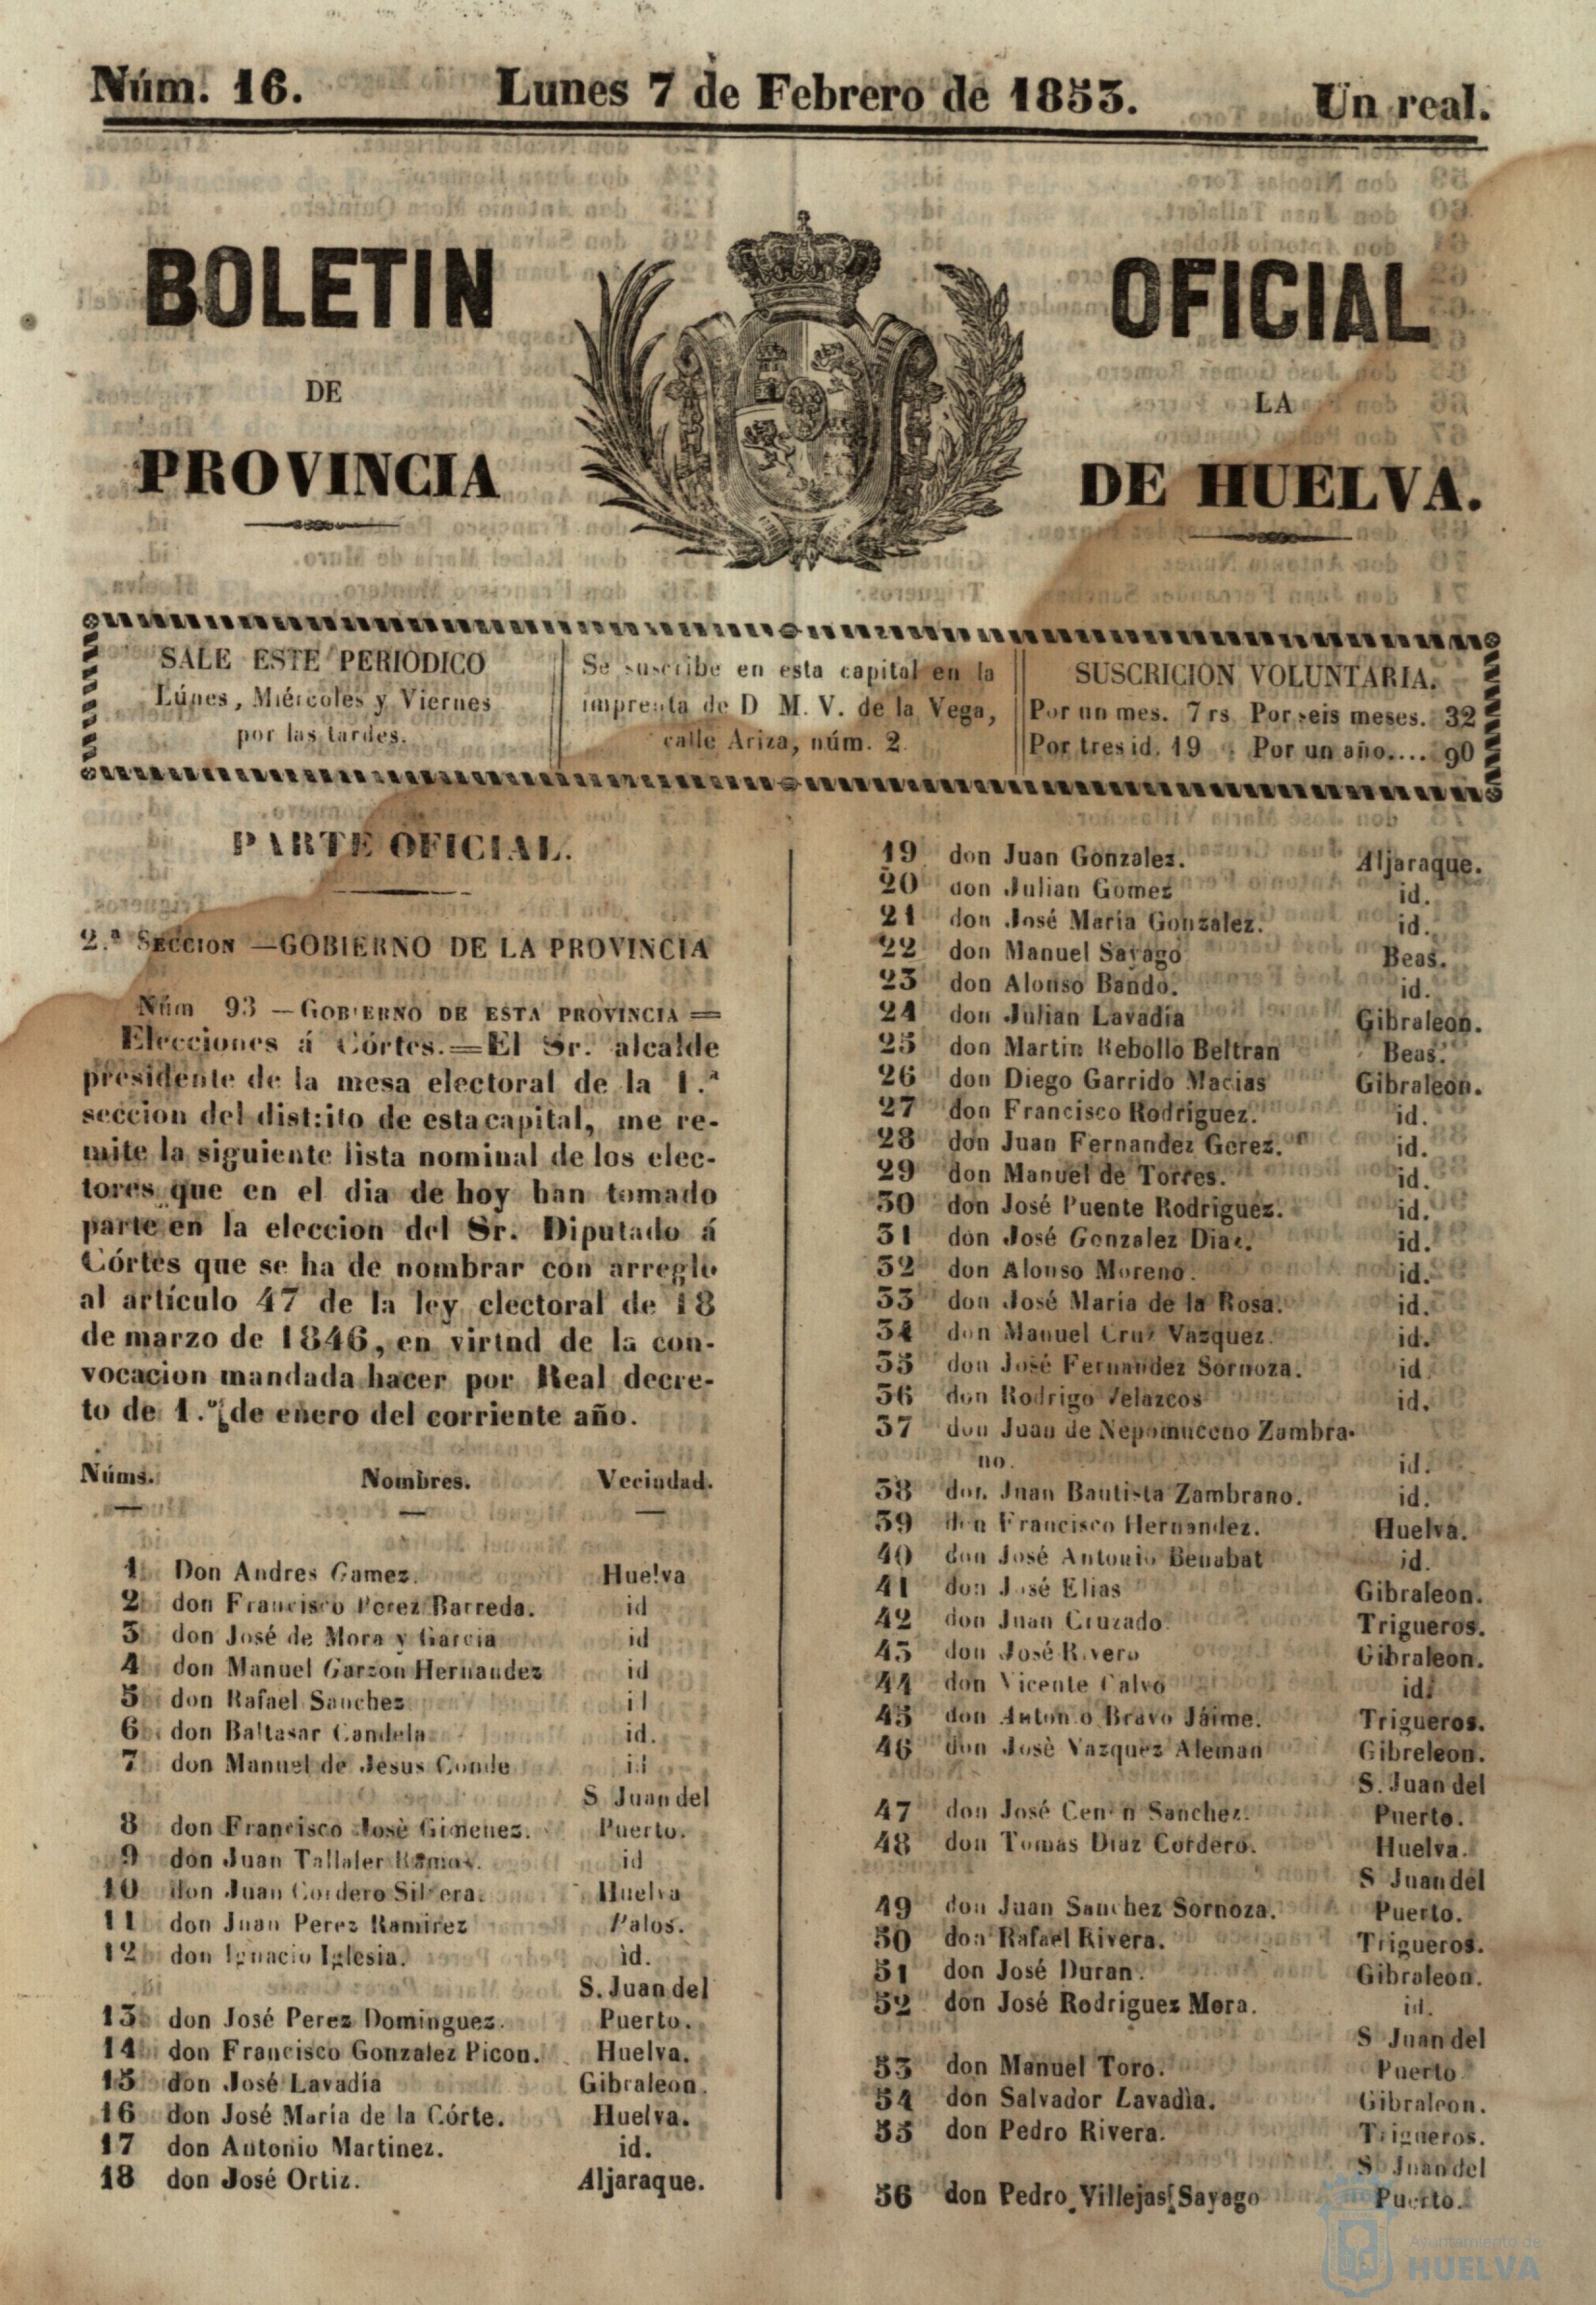 Núm. 16. Lunes 7 de Febrero de 1853. Un real.
BOLETIN OFICIAL
DE LA
PROVINCIA DE HUELVA.
SALE ESTE PERIODICO
Lúnes, Miércoles y Viernes
por las tardes.
Se suscribe en esta capital en la
imprenta de D M. V. de la Vega,
calle Ariza, núm. 2.
SUSCRICION VOLUNTARIA.
Por un mes. 7 rs Por seis meses. 32
Por tres id. 19 Por un año.... 90
PARTE OFICIAL.
2.ª SECCION —GOBIERNO DE LA PROVINCIA
Núm 93 —GOBIERNO DE ESTA PROVINCIA=
Elecciones á Córtes.=El Sr. alcalde
presidente de la mesa electoral de la 1.ª
seccion del distrito de esta capital, me re-
mite la siguiente lista nominal de los elec-
tores que en el dia de hoy han tomado
parte en la eleccion del Sr. Diputado á
Córtes que se ha de nombrar con arreglo
al artículo 47 de la ley electoral de 18
de marzo de 1846, en virtnd de la con-
vocacion mandada hacer por Real decre-
to de 1.º de enero del corriente año.
Núms. Nombres. Vecindad.
1 Don Andres Gamez. Huelva
2 don Francisco Perez Barreda. id
3 don José de Mora y Garcia id
4 don Manuel Garzon Hernandez id
5 don Rafael Sanchez id
6 don Baltasar Candela id.
7 don Manuel de Jesus Conde id
S Juan del
8 don Francisco Josè Gimenez. Puerto.
9 don Juan Tallafer Ramos. id
10 don Juan Cordero Silvera. Huelva
11 don Juan Perez Ramirez Palos.
12 don Ignacio Iglesia. id.
S. Juan del
13 don José Perez Dominguez. Puerto.
14 don Francisco Gonzalez Picon. Huelva.
15 don José Lavadía Gibraleon.
16 don José María de la Córte. Huelva.
17 don Antonio Martinez. id.
18 don José Ortiz. Aljaraque.
19 don Juan Gonzalez. Aljaraque.
20 don Julian Gomez id.
21 don José María Gonzalez. id.
22 don Manuel Sayago Beas.
23 don Alonso Bando. id.
24 don Julian Lavadía Gibraleon.
25 don Martin Rebollo Beltran Beas.
26 don Diego Garrido Macias Gibraleon.
27 don Francisco Rodriguez. id.
28 don Juan Fernandez Gerez. id.
29 don Manuel de Torres. id.
30 don José Puente Rodriguez. id.
31 don José Gonzalez Diaz. id.
32 don Alonso Moreno. id.
33 don José María de la Rosa. id.
34 don Manuel Cruz Vazquez. id.
35 don José Fernandez Sornoza. id
36 don Rodrigo Velazcos id.
37 don Juan de Nepomuceno Zambra-
no. id.
38 don Juan Bautista Zambrano. id.
39 don Francisco Hernandez. Huelva.
40 don José Antonio Benabat id.
41 don José Elias Gibraleon.
42 don Juan Cruzado Trigueros.
43 don José Rivero Gibraleon.
44 don Vicente Calvo id.
45 don Antonio Bravo Jáime. Trigueros.
46 don Josè Vazquez Aleman Gibreleon.
S. Juan del
47 don José Sanchez. Puerto.
48 don Tomas Diaz Cordero. Huelva.
S Juan del
49 don Juan Sanchez Sornoza. Puerto.
50 don Rafael Rivera. Trigueros.
51 don José Duran. Gibraleon.
52 don José Rodriguez Mora. id.
S Juan del
53 don Manuel Toro. Puerto
54 don Salvador Lavadia. Gibraleon.
55 don Pedro Rivera. Trigueros.
S Juan del
56 don Pedro Villejas Sayago Puerto.
Ayuntamiento de
HUELVA